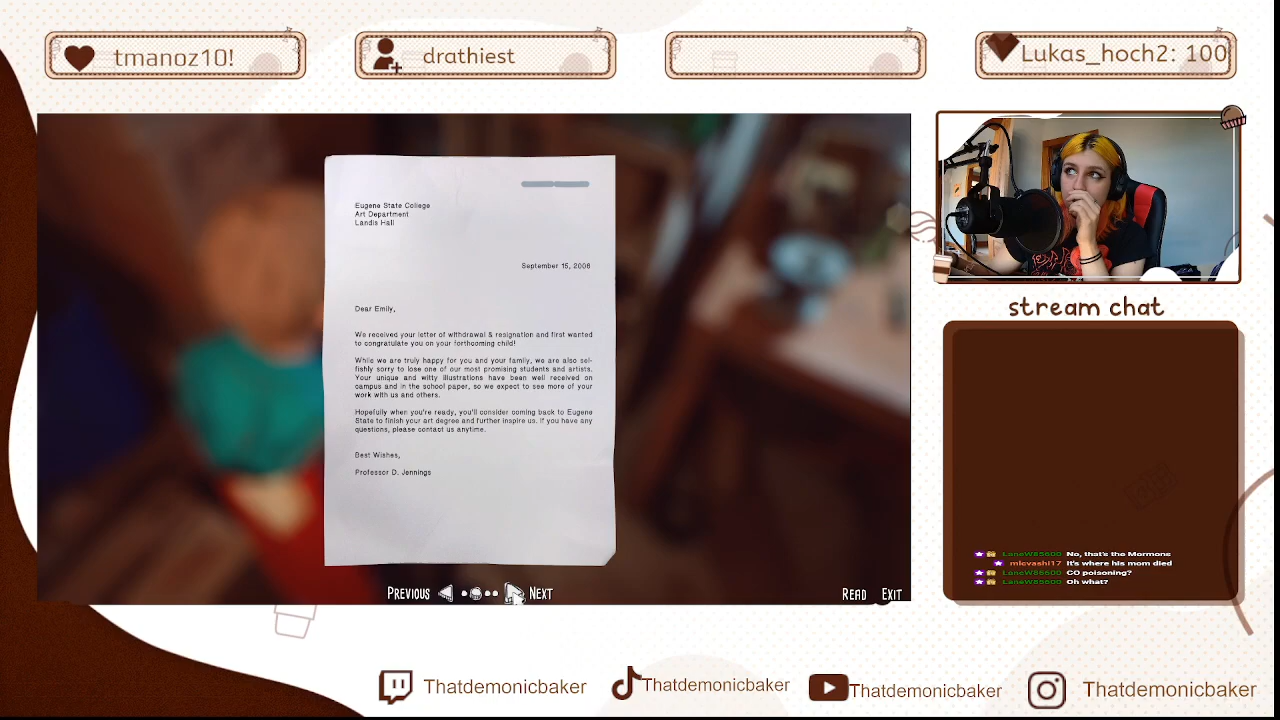 tmanoz10!
drathiest
Lukas_hoch2: 100
Eugene State College
Art Department
Landis Hall
September 15, 2006
Dear Emily,
We received your letter of withdrawal & resignation and first wanted
to congratulate you on your forthcoming child!
While we are truly happy for you and your family, we are also sel-
fishly sorry to lose one of our most promising students and artists.
Your unique and witty illustrations have been well received on
campus and in the school paper, so we expect to see more of your
work with us and others.
Hopefully when you're ready, you'll consider coming back to Eugene
State to finish your art degree and further inspire us. If you have any
questions, please contact us anytime.
Best Wishes,
Professor D. Jennings
PREVIOUS NEXT
READ EXIT
stream chat
LaneW85600 No, that's the Mormons
micvashi17 It's where his mom died
LaneW85600 CO poisoning?
LaneW85600 Oh what?
Thatdemonicbaker
Thatdemonicbaker
Thatdemonicbaker
Thatdemonicbaker